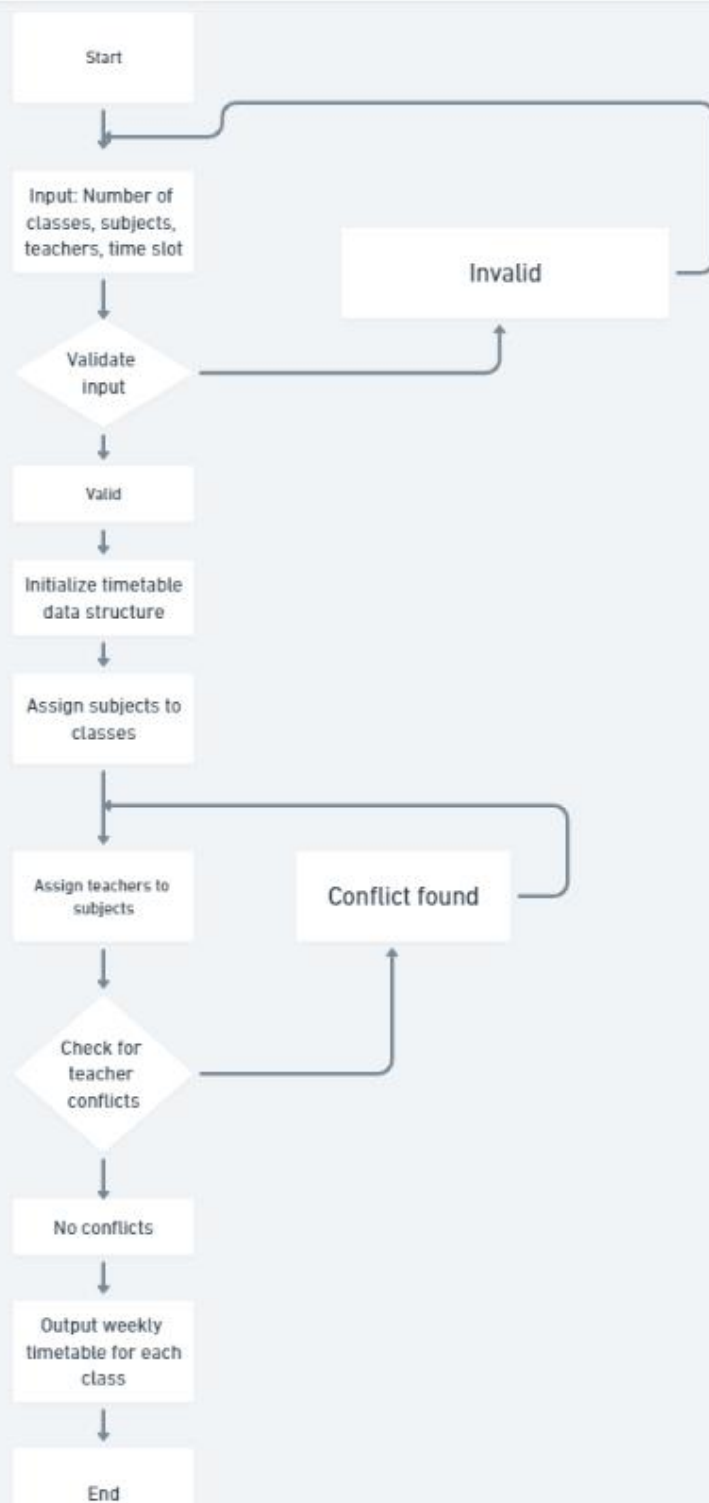 Start
Input: Number of
classes, subjects,
teachers, time slot
Invalid
Validate
input
Valid
Initialize timetable
data structure
Assign subjects to
classes
Assign teachers to
subjects
Conflict found
Check for
teacher
conflicts
No conflicts
Output weekly
timetable for each
class
End